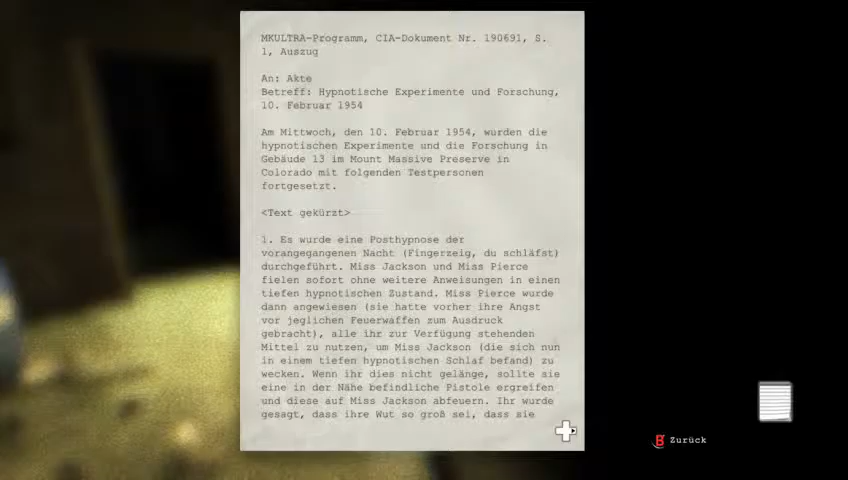 MKULTRA-Programm, CIA-Dokument Nr. 190691, S.
1, Auszug
An: Akte
Betreff: Hypnotische Experimente und Forschung,
10. Februar 1954
Am Mittwoch, den 10. Februar 1954, wurden die
hypnotischen Experimente und die Forschung in
Gebäude 13 im Mount Massive Preserve in
Colorado mit folgenden Testpersonen
fortgesetzt.
<Text gekürzt>
1. Es wurde eine Posthypnose der
vorangegangenen Nacht (Fingerzeig, du schläfst)
durchgeführt. Miss Jackson und Miss Pierce
fielen sofort ohne weitere Anweisungen in einen
tiefen hypnotischen Zustand. Miss Pierce wurde
dann angewiesen (sie hatte vorher ihre Angst
vor jeglichen Feuerwaffen zum Ausdruck
gebracht), alle ihr zur Verfügung stehenden
Mittel zu nutzen, um Miss Jackson (die sich nun
in einem tiefen hypnotischen Schlaf befand) zu
wecken. Wenn ihr dies nicht gelänge, sollte sie
eine in der Nähe befindliche Pistole ergreifen
und diese auf Miss Jackson abfeuern. Ihr wurde
gesagt, dass ihre Wut so groß sei, dass sie
Zurück